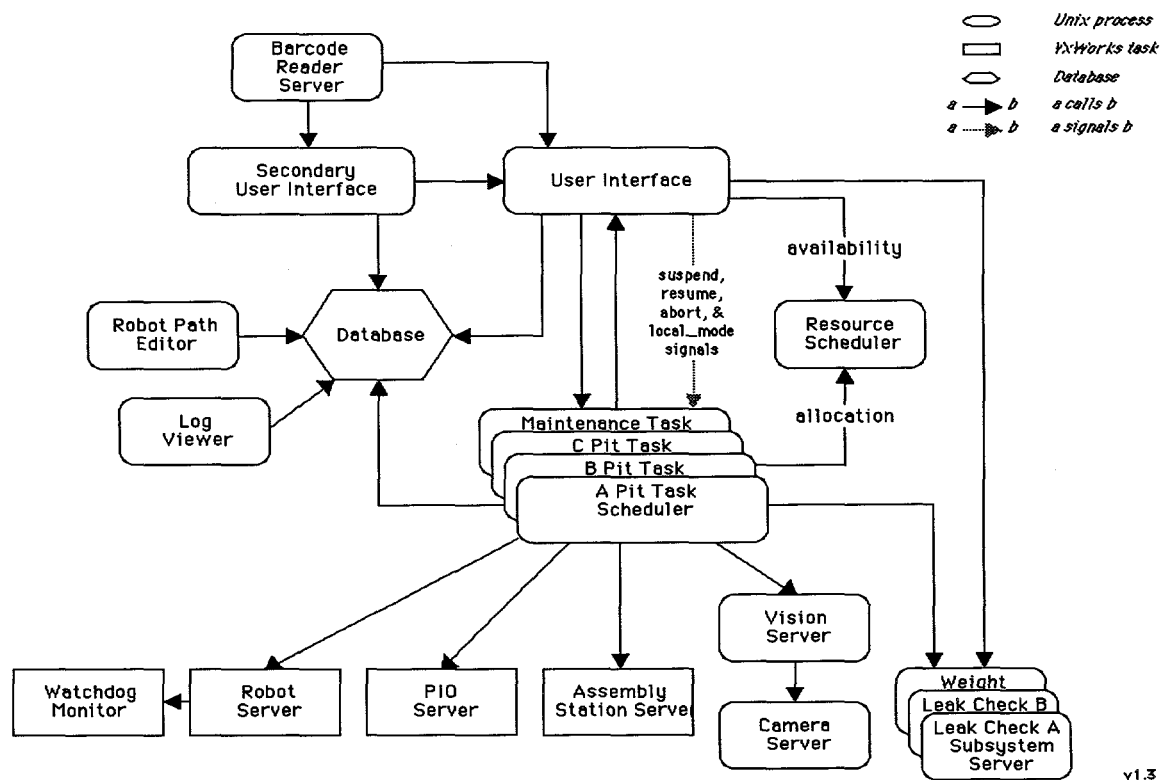 Unix process
VXWorks task
Database
a → b a calls b
a → b a signals b
Barcode
Reader
Server
Secondary
User Interface
User Interface
availability
suspend,
resume,
abort, &
local_mode
signals
Robot Path
Editor
Database
Resource
Scheduler
Log
Viewer
allocation
Maintenance Task
C Pit Task
B Pit Task
A Pit Task
Scheduler
Vision
Server
Watchdog
Monitor
Robot
Server
PIO
Server
Assembly
Station Server
Camera
Server
Weight
Leak Check B
Leak Check A
Subsystem
Server
v1.3